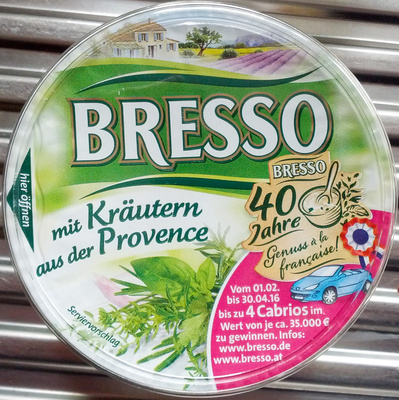 BRESSO
hier öffnen
mit Kräutern
aus der Provence
BRESSO
40
Jahre
Genuss à la
française!
Vom 01.02.
bis 30.04.16
bis zu 4 Cabrios im
Wert von je ca. 35.000 €
zu gewinnen. Infos:
www.bresso.de
www.bresso.at
Serviervorschlag